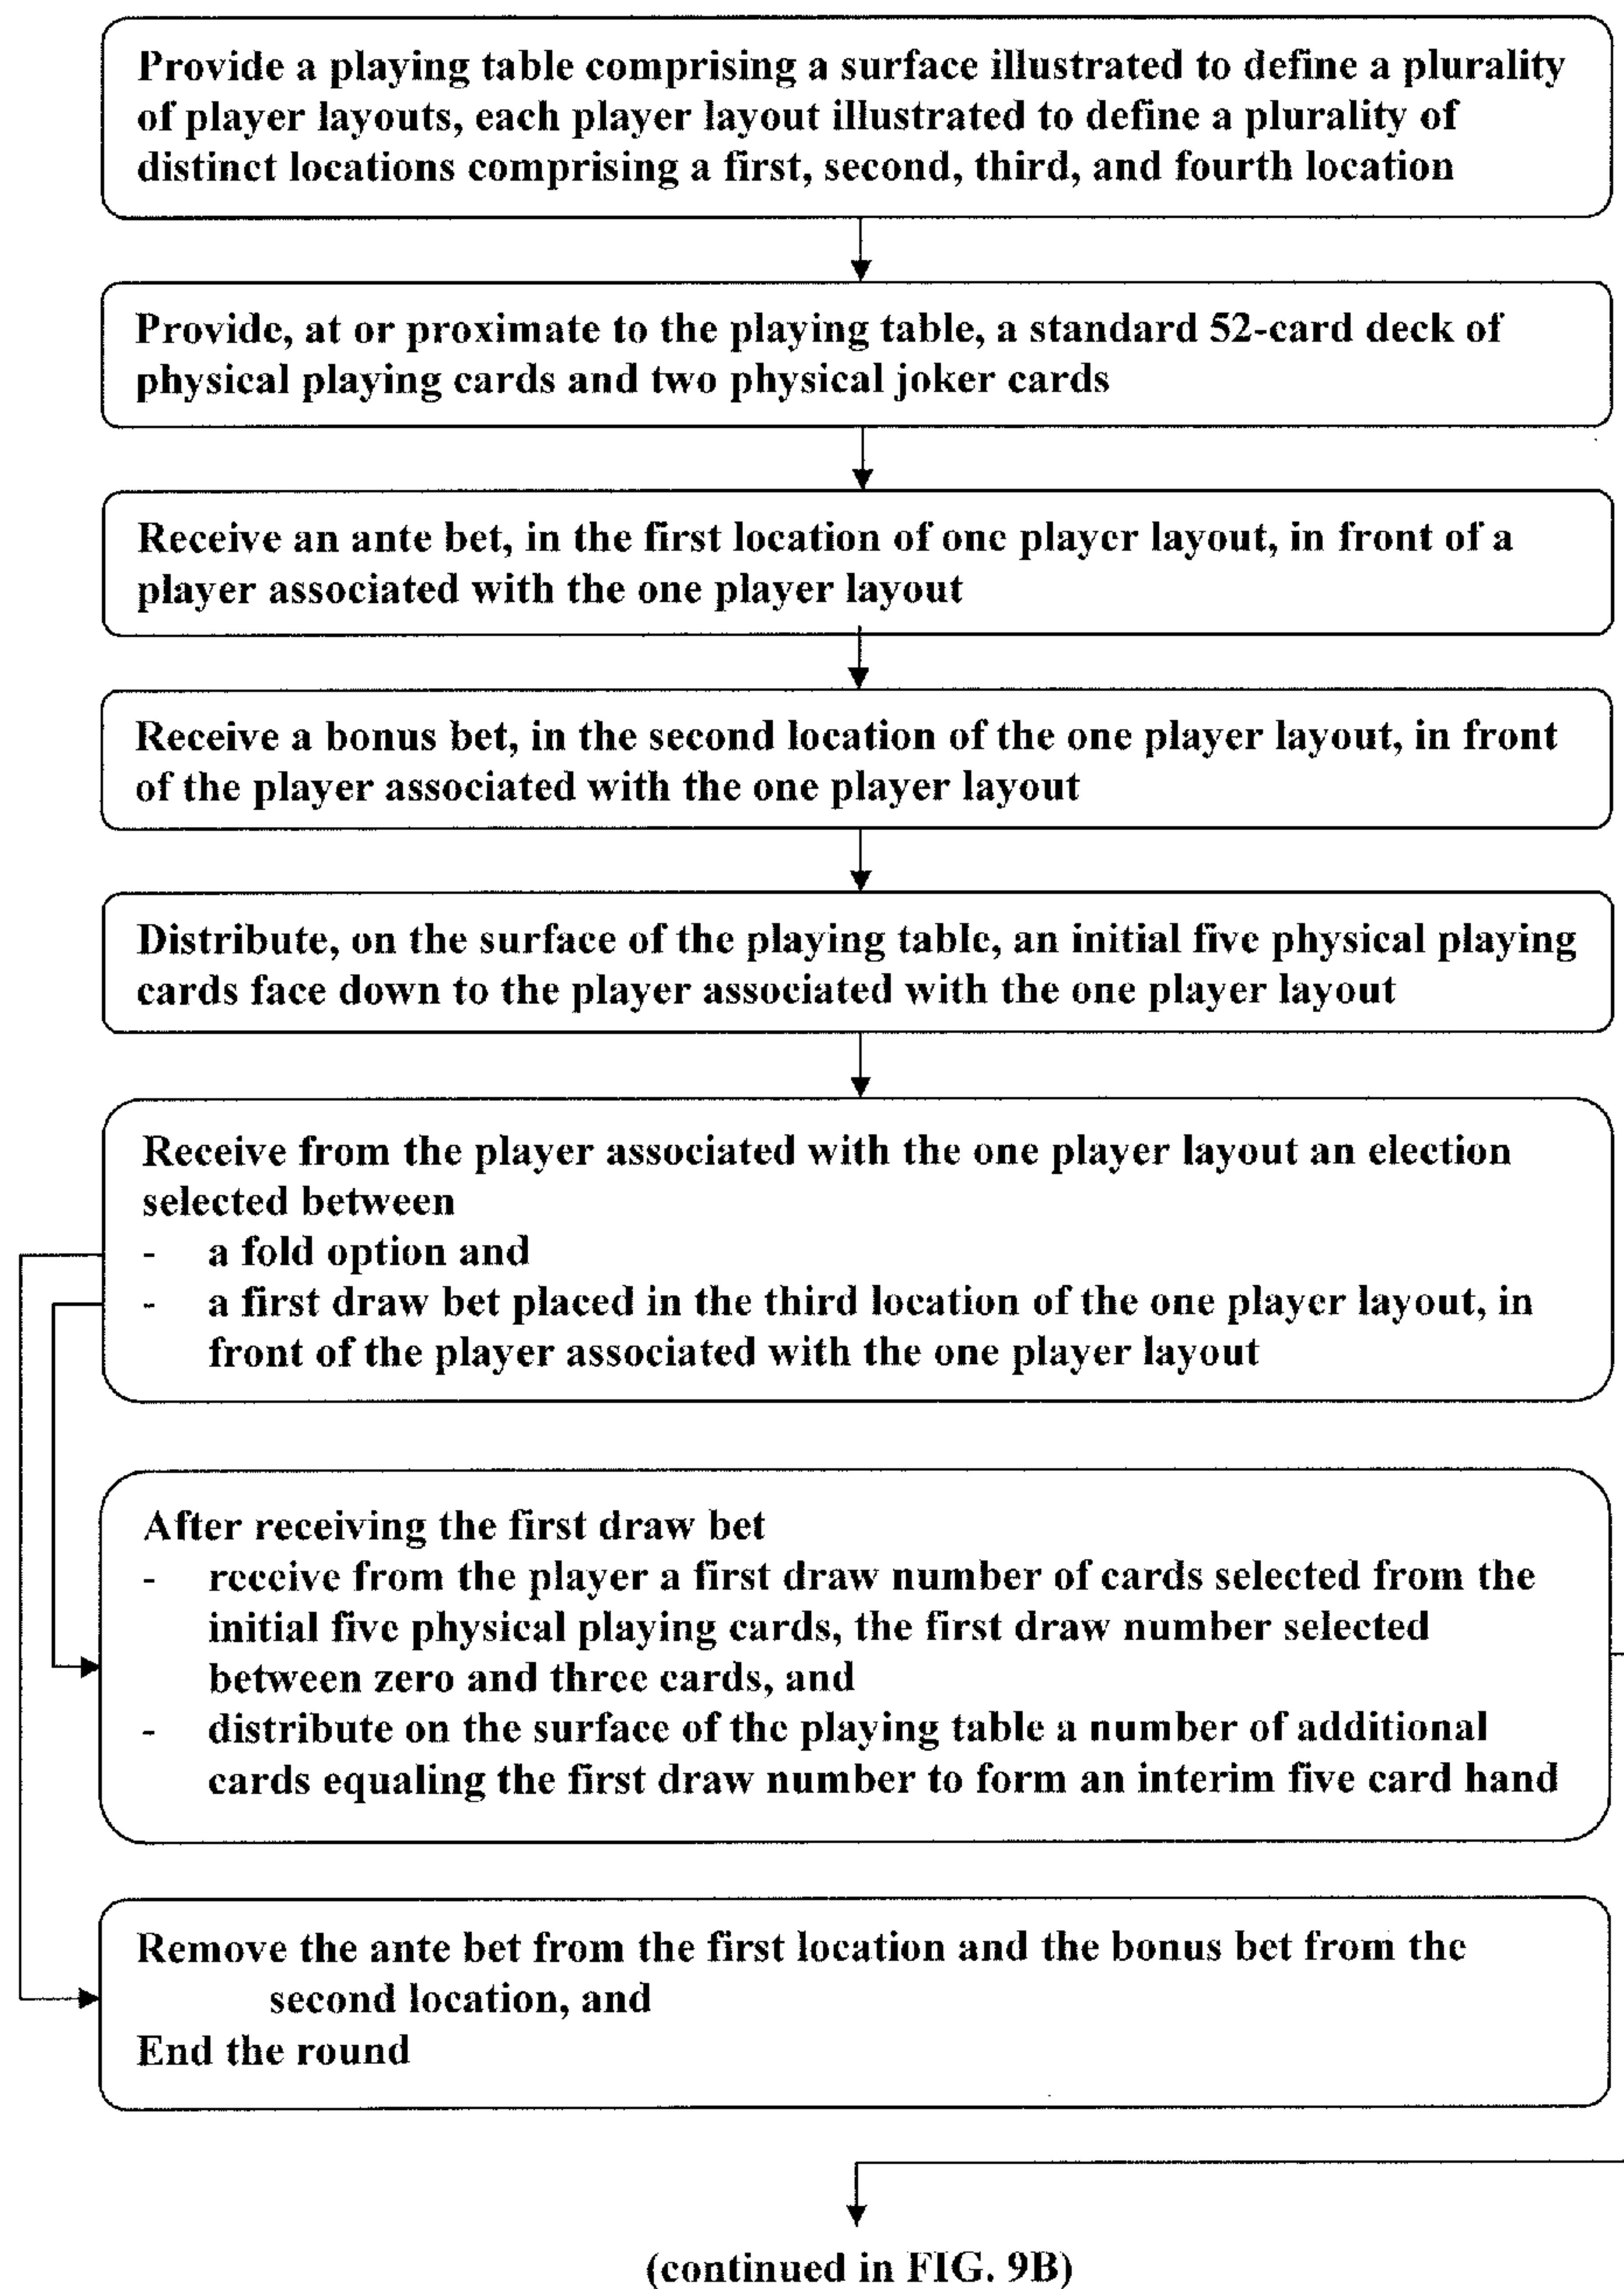 Provide a playing table comprising a surface illustrated to define a plurality
of player layouts, each player layout illustrated to define a plurality of
distinct locations comprising a first, second, third, and fourth location
Provide, at or proximate to the playing table, a standard 52-card deck of
physical playing cards and two physical joker cards
Receive an ante bet, in the first location of one player layout, in front of a
player associated with the one player layout
Receive a bonus bet, in the second location of the one player layout, in front
of the player associated with the one player layout
Distribute, on the surface of the playing table, an initial five physical playing
cards face down to the player associated with the one player layout
Receive from the player associated with the one player layout an election
selected between
- a fold option and
- a first draw bet placed in the third location of the one player layout, in
front of the player associated with the one player layout
After receiving the first draw bet
- receive from the player a first draw number of cards selected from the
initial five physical playing cards, the first draw number selected
between zero and three cards, and
- distribute on the surface of the playing table a number of additional
cards equaling the first draw number to form an interim five card hand
Remove the ante bet from the first location and the bonus bet from the
second location, and
End the round
(continued in FIG. 9B)